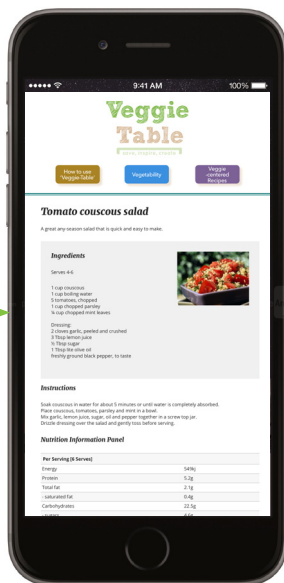 9:41 AM
100%
Veggie
Table
How to use
'Veggie-Table'
Vegetability
Veggie
-centered
Recipes
Tomato couscous salad
A great any-season salad that is quick and easy to make.
Ingredients
Serves 4-6
1 cup couscous
1 cup boiling water
5 tomatoes, chopped
1 cup chopped parsley
¼ cup chopped mint leaves
Dressing:
2 cloves garlic, peeled and crushed
3 Tbsp lemon juice
½ Tbsp sugar
1 Tbsp lite olive oil
freshly ground black pepper, to taste
Instructions
Soak couscous in water for about 5 minutes or until water is completely absorbed.
Place couscous, tomatoes, parsley and mint in a bowl.
Mix garlic, lemon juice, sugar, oil and pepper together in a screw top jar.
Drizzle dressing over the salad and gently toss before serving.
Nutrition Information Panel
Per Serving [6 Serves]
Energy 549kj
Protein 5.2g
Total fat 2.1g
- saturated fat 0.4g
Carbohydrates 22.5g